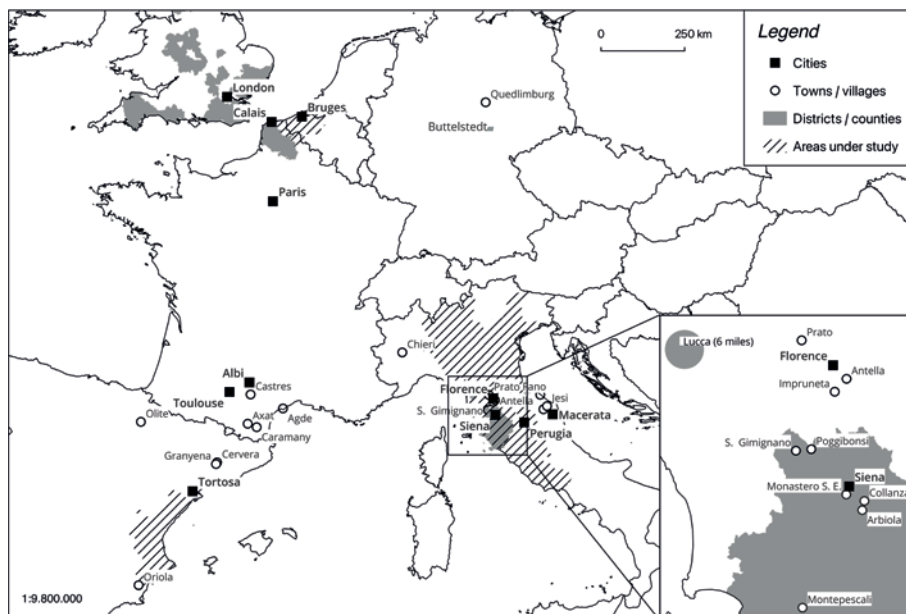 0 250 km
Legend
Cities
Towns / villages
Districts / counties
Areas under study
London
Calais
Bruges
Quedlimburg
Buttelstedt
Paris
Chieri
Albi
Castres
Toulouse
Olite
Axat
Agde
Caramany
Granyena
Cervera
Tortosa
Oriola
Florence
Prato
Fano
Antella
Jesi
S. Gimignano
Macerata
Siena
Perugia
Lucca (6 miles)
Prato
Florence
Antella
Impruneta
S. Gimignano
Poggibonsi
Siena
Monastero S. E.
Collanza
Arbiola
Montepescali
1:9.800.000